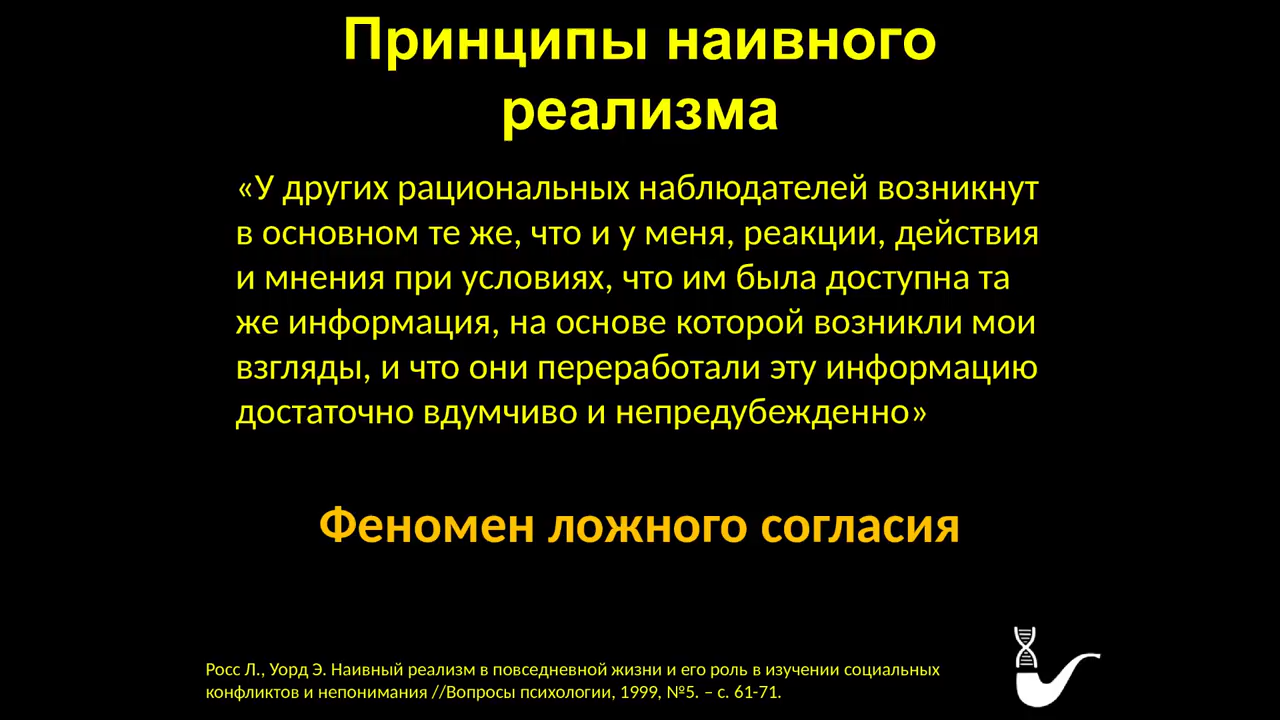 Принципы наивного
реализма
«У других рациональных наблюдателей возникнут
в основном те же, что и у меня, реакции, действия
и мнения при условиях, что им была доступна та
же информация, на основе которой возникли мои
взгляды, и что они переработали эту информацию
достаточно вдумчиво и непредубежденно»
Феномен ложного согласия
Росс Л., Уорд Э. Наивный реализм в повседневной жизни и его роль в изучении социальных
конфликтов и непонимания //Вопросы психологии, 1999, №5. – с. 61-71.